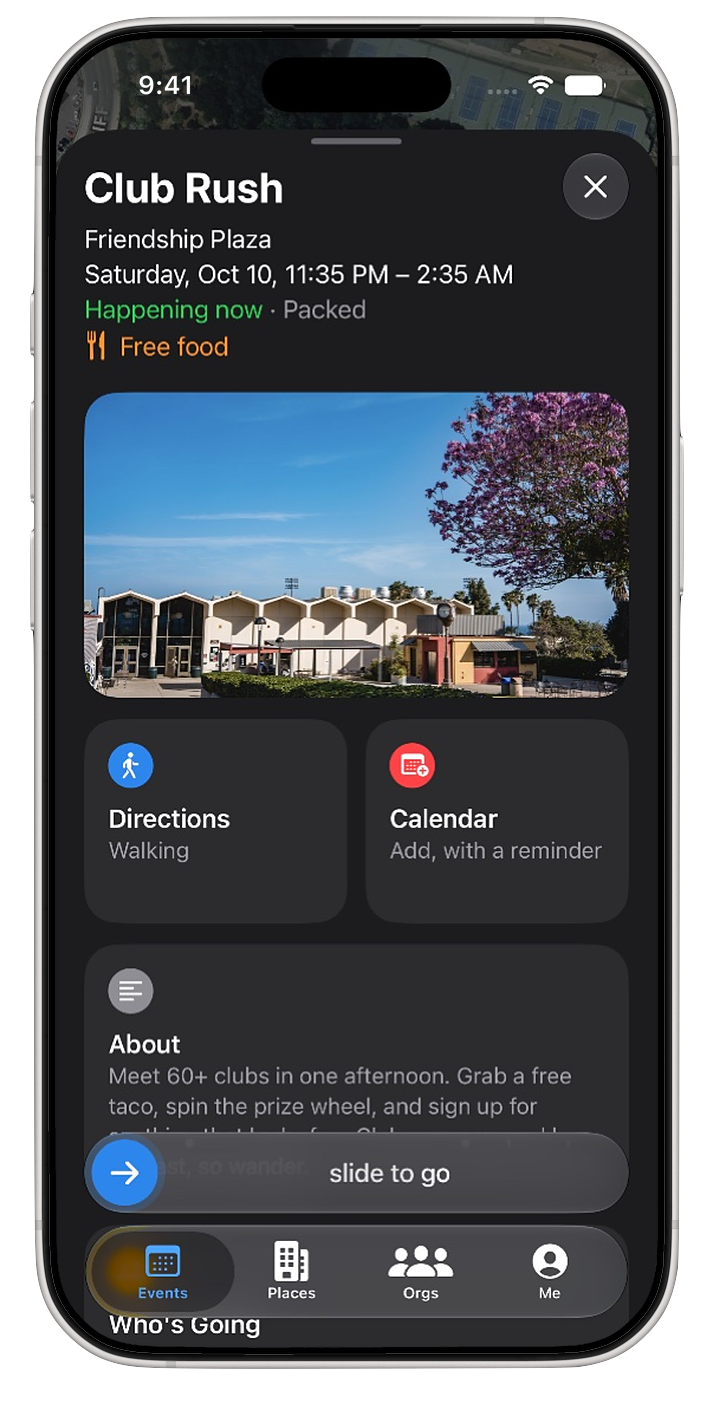 9:41
Club Rush
Friendship Plaza
Saturday, Oct 10, 11:35 PM – 2:35 AM
Happening now · Packed
Free food
Directions
Walking
Calendar
Add, with a reminder
About
Meet 60+ clubs in one afternoon. Grab a free
taco, spin the prize wheel, and sign up for
so wander.
slide to go
Events
Places
Orgs
Me
Who's Going